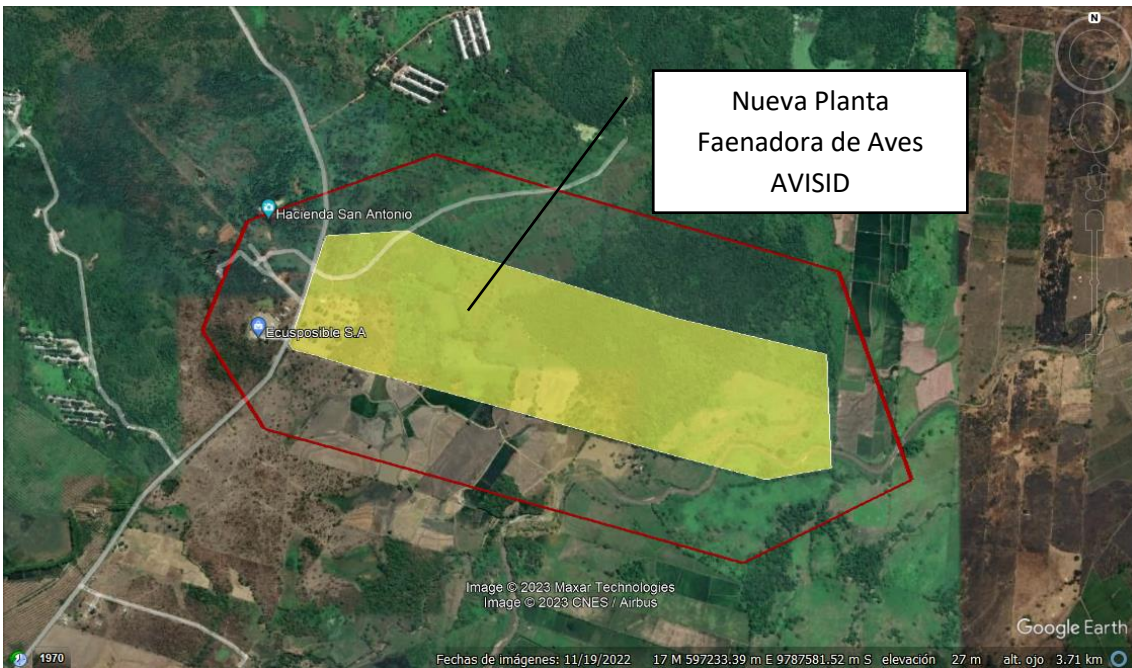 N
Nueva Planta
Faenadora de Aves
AVISID
Hacienda San Antonio
Ecusposible S.A
Image © 2023 Maxar Technologies
Image © 2023 CNES / Airbus
Google Earth
1970
Fechas de imágenes: 11/19/2022 17 M 597233.39 m E 9787581.52 m S elevación 27 m alt. ojo 3.71 km